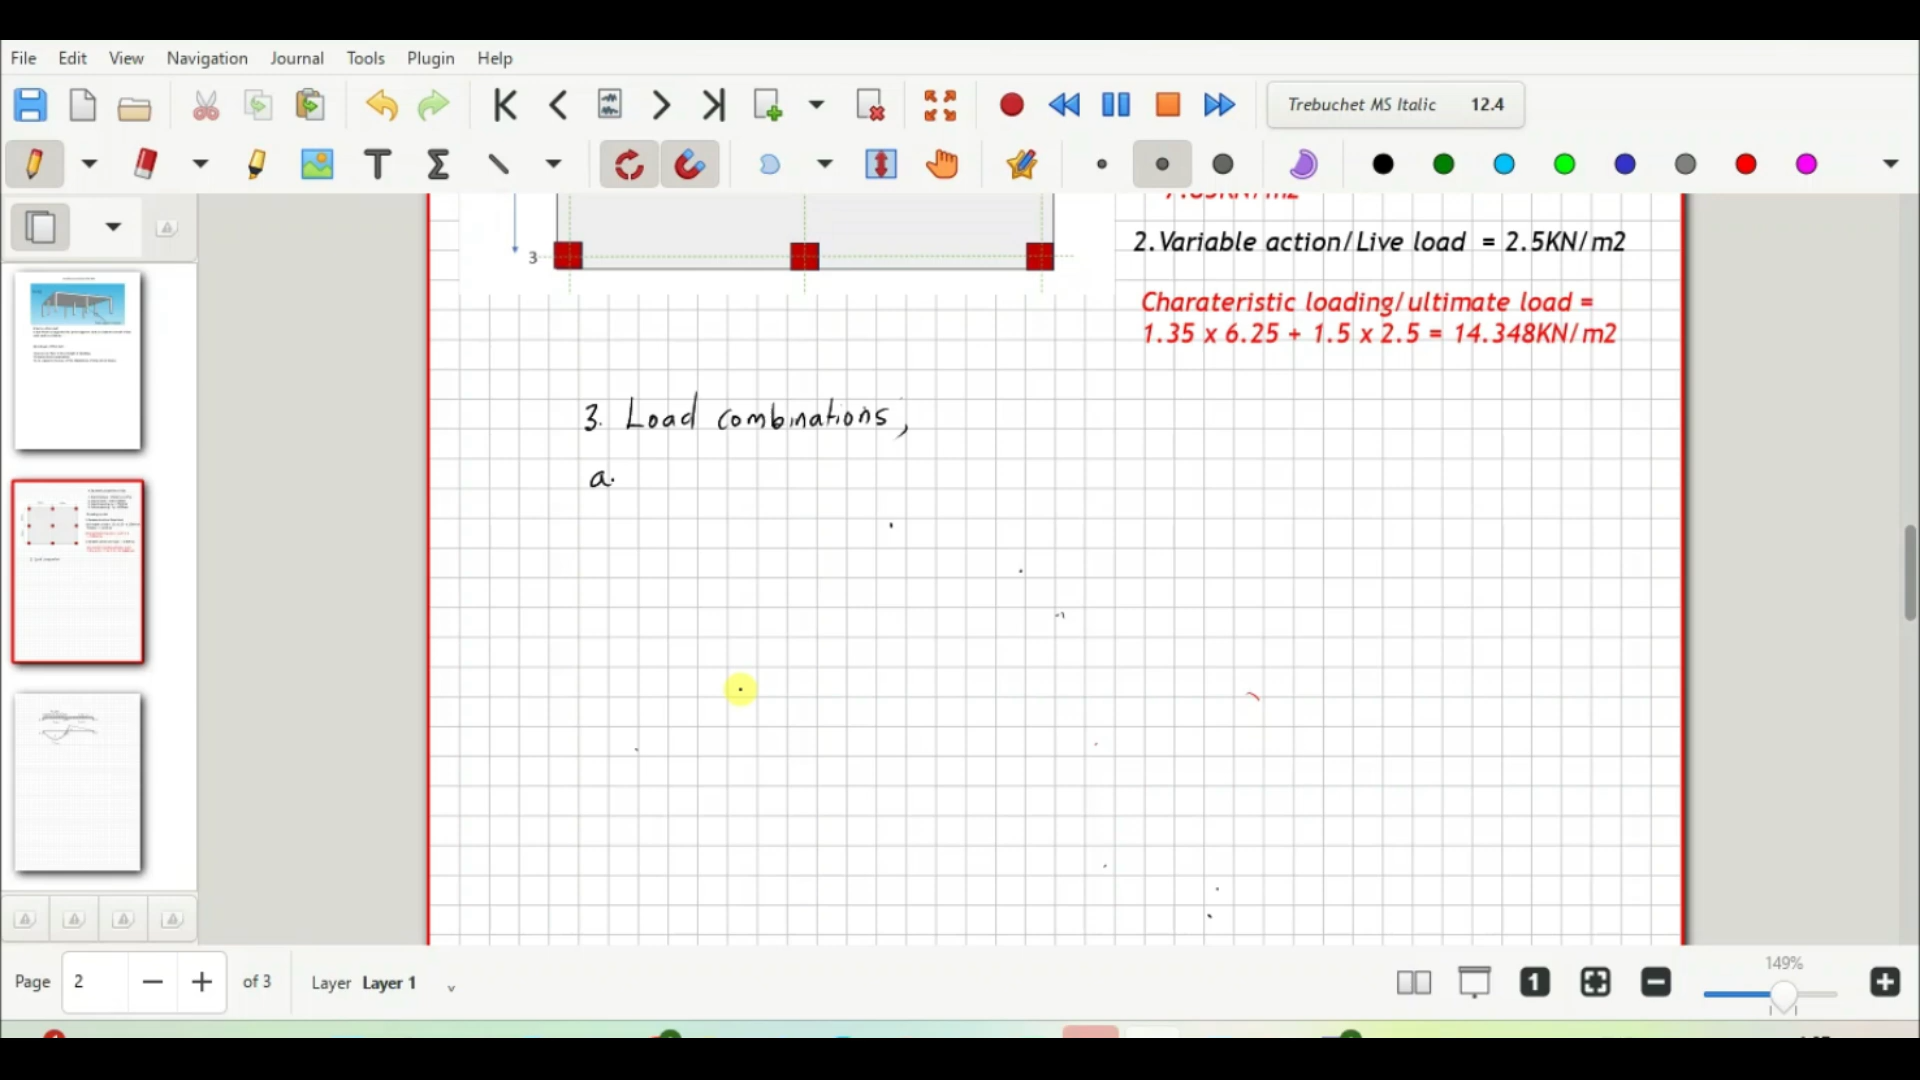 File Edit View Navigation Journal Tools Plugin Help
Trebuchet MS Italic 12.4
2.Variable action/Live load = 2.5KN/m2
3
Charateristic loading/ultimate load =
1.35 x 6.25 + 1.5 x 2.5 = 14.348KN/m2
3. Load combinations,
a.
Page 2 of 3 Layer Layer 1
1
149%